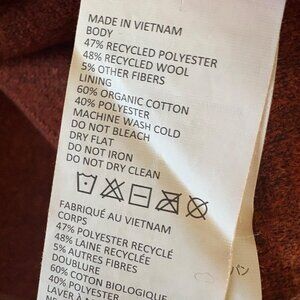 MADE IN VIETNAM
BODY
47% RECYCLED POLYESTER
48% RECYCLED WOOL
5% OTHER FIBERS
LINING
60% ORGANIC COTTON
40% POLYESTER
MACHINE WASH COLD
DO NOT BLEACH
DRY FLAT
DO NOT IRON
DO NOT DRY CLEAN
FABRIQUÉ AU VIETNAM
CORPS
47% POLYESTER RECYCLÉ
48% LAINE RECYCLÉE
5% AUTRES FIBRES
DOUBLURE
60% COTON BIOLOGIQUE
40% POLYESTER
LAVER À